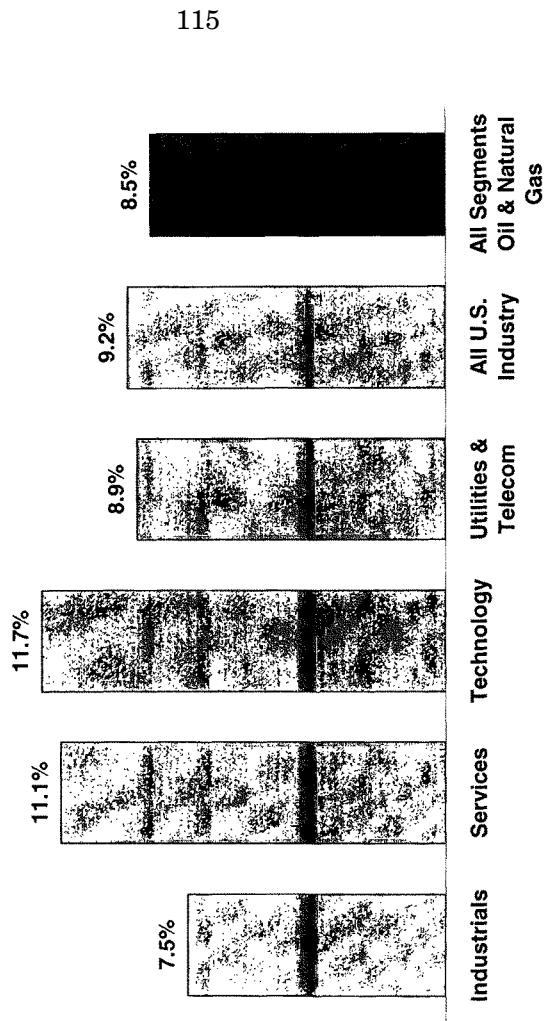 115
8.5%
All Segments
Oil & Natural
Gas
9.2%
All U.S.
Industry
8.9%
Utilities &
Telecom
11.7%
Technology
11.1%
Services
7.5%
Industrials